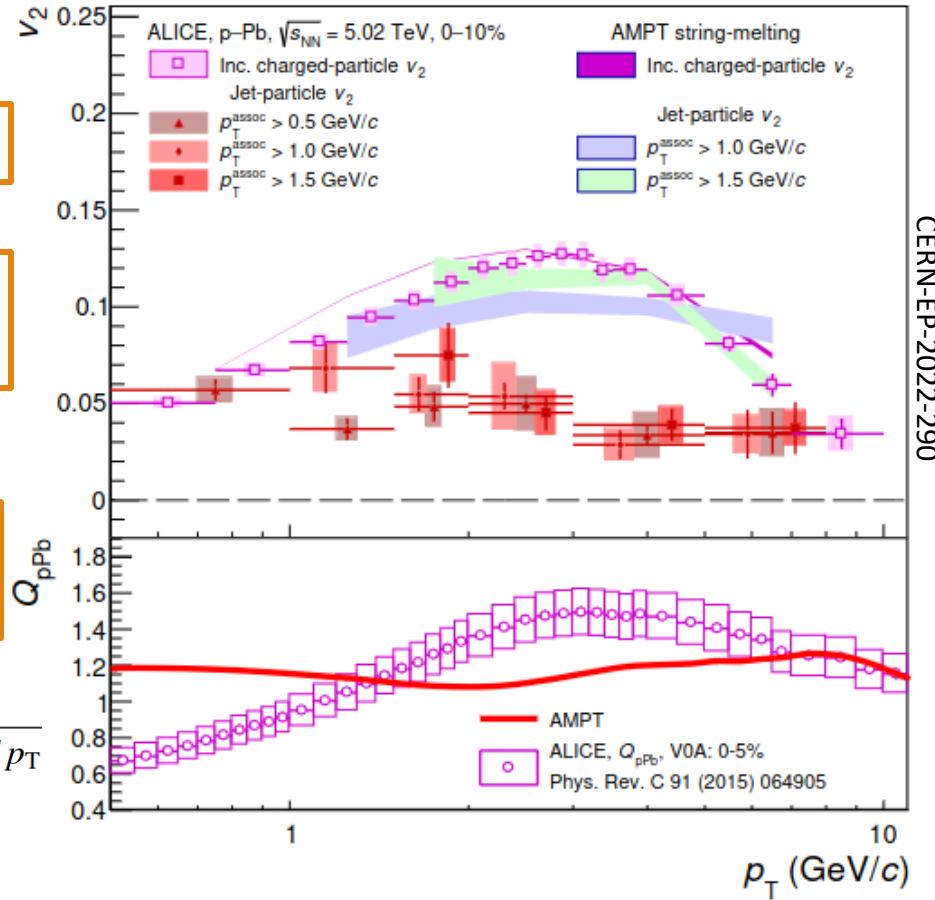 v₂
0.25
0.2
0.15
0.1
0.05
0
ALICE, p–Pb, √sNN = 5.02 TeV, 0–10%
Inc. charged-particle v₂
Jet-particle v₂
pTassoc > 0.5 GeV/c
pTassoc > 1.0 GeV/c
pTassoc > 1.5 GeV/c
AMPT string-melting
Inc. charged-particle v₂
Jet-particle v₂
pTassoc > 1.0 GeV/c
pTassoc > 1.5 GeV/c
CERN-EP-2022-290
QpPb
1.8
1.6
1.4
1.2
1
0.8
0.6
0.4
AMPT
ALICE, QpPb, V0A: 0-5%
Phys. Rev. C 91 (2015) 064905
pT
1
10
pT (GeV/c)